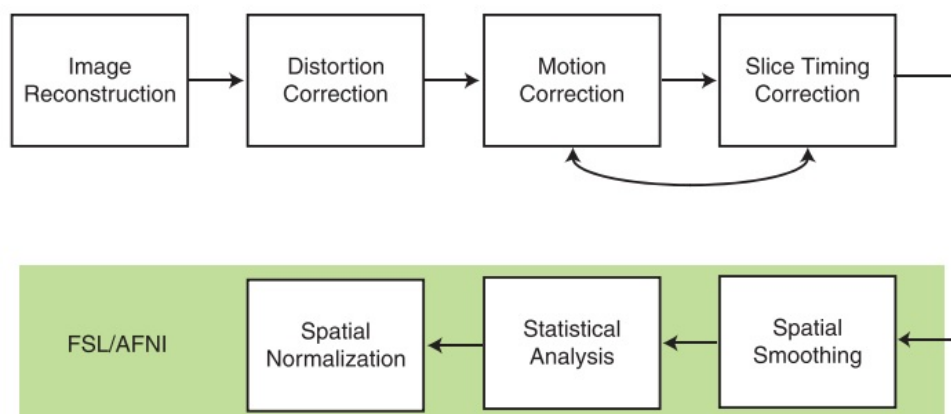 Image
Reconstruction
Distortion
Correction
Motion
Correction
Slice Timing
Correction
FSL/AFNI
Spatial
Normalization
Statistical
Analysis
Spatial
Smoothing